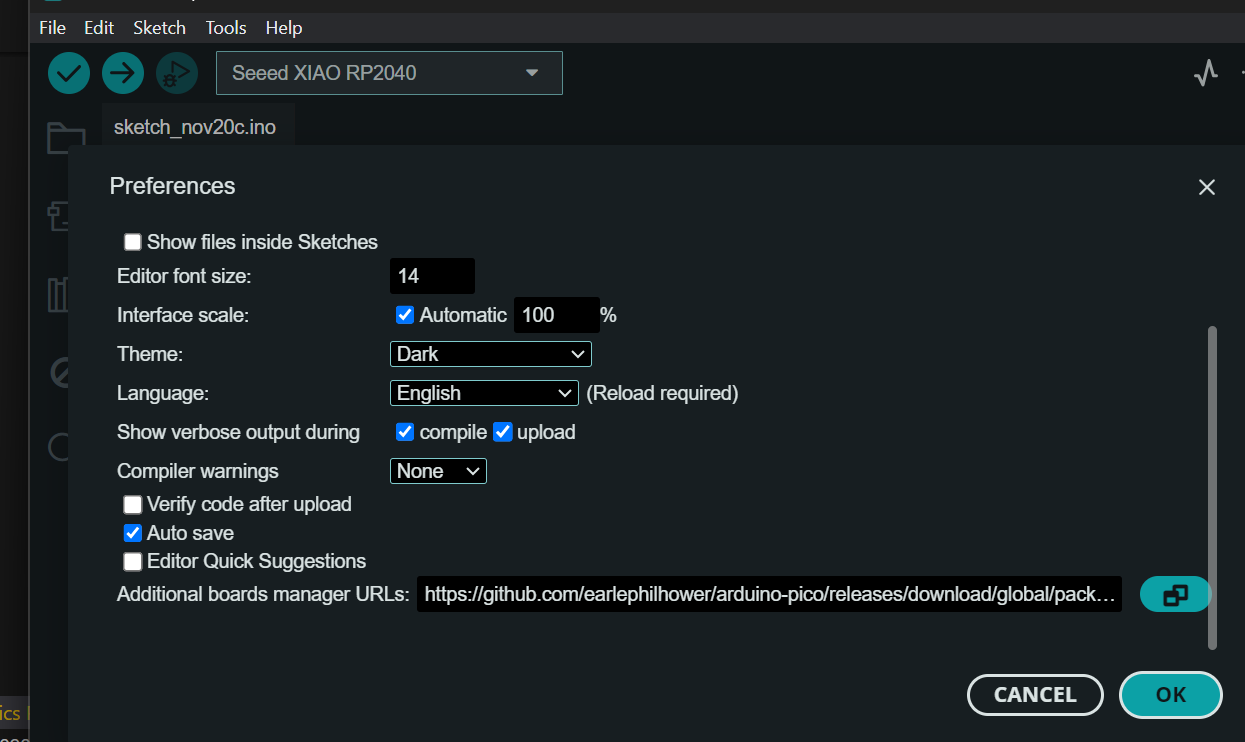 File Edit Sketch Tools Help
Seeed XIAO RP2040
sketch_nov20c.ino
Preferences
Show files inside Sketches
Editor font size: 14
Interface scale: Automatic 100 %
Theme: Dark
Language: English (Reload required)
Show verbose output during compile upload
Compiler warnings None
Verify code after upload
Auto save
Editor Quick Suggestions
Additional boards manager URLs: https://github.com/earlephilhower/arduino-pico/releases/download/global/pack...
CANCEL OK